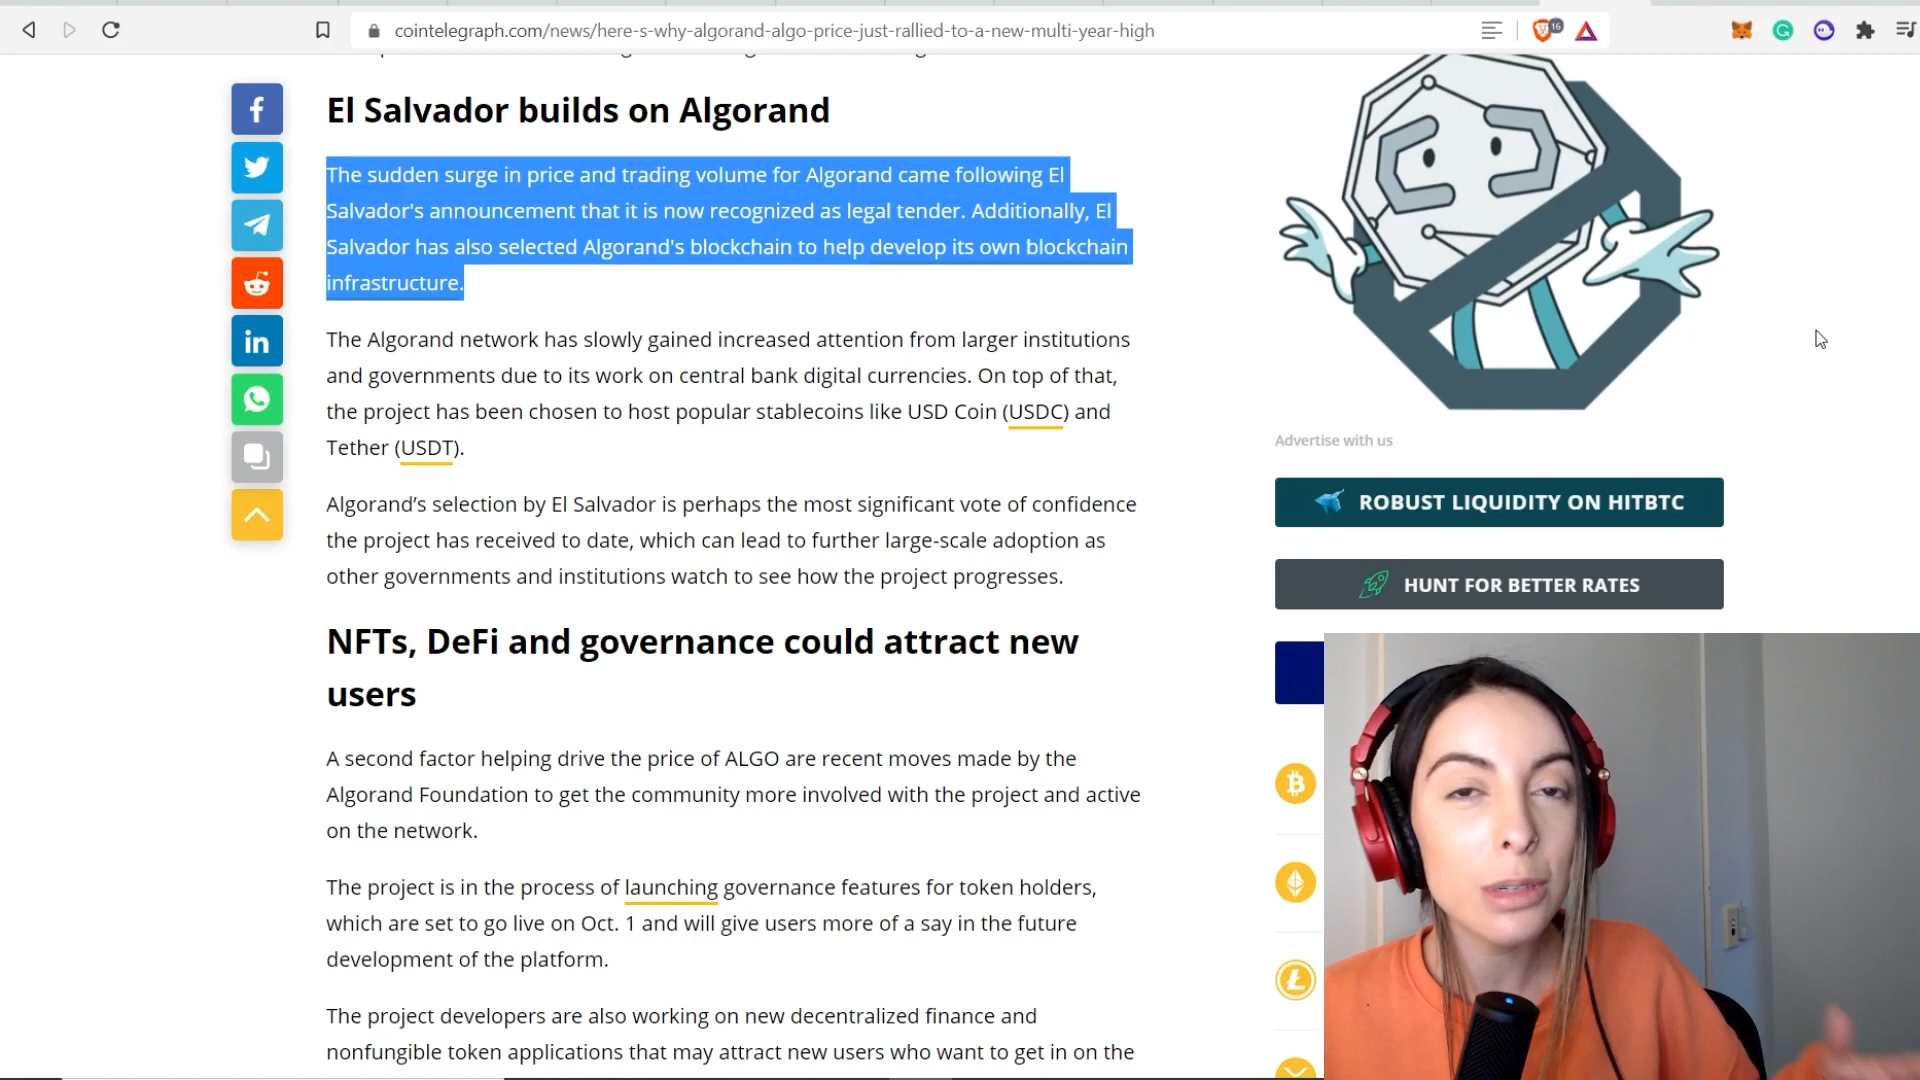 cointelegraph.com/news/here-s-why-algorand-algo-price-just-rallied-to-a-new-multi-year-high
16
El Salvador builds on Algorand
The sudden surge in price and trading volume for Algorand came following El
Salvador's announcement that it is now recognized as legal tender. Additionally, El
Salvador has also selected Algorand's blockchain to help develop its own blockchain
infrastructure.
The Algorand network has slowly gained increased attention from larger institutions
and governments due to its work on central bank digital currencies. On top of that,
the project has been chosen to host popular stablecoins like USD Coin (USDC) and
Tether (USDT).
Algorand’s selection by El Salvador is perhaps the most significant vote of confidence
the project has received to date, which can lead to further large-scale adoption as
other governments and institutions watch to see how the project progresses.
NFTs, DeFi and governance could attract new
users
A second factor helping drive the price of ALGO are recent moves made by the
Algorand Foundation to get the community more involved with the project and active
on the network.
The project is in the process of launching governance features for token holders,
which are set to go live on Oct. 1 and will give users more of a say in the future
development of the platform.
The project developers are also working on new decentralized finance and
nonfungible token applications that may attract new users who want to get in on the
Advertise with us
ROBUST LIQUIDITY ON HITBTC
HUNT FOR BETTER RATES